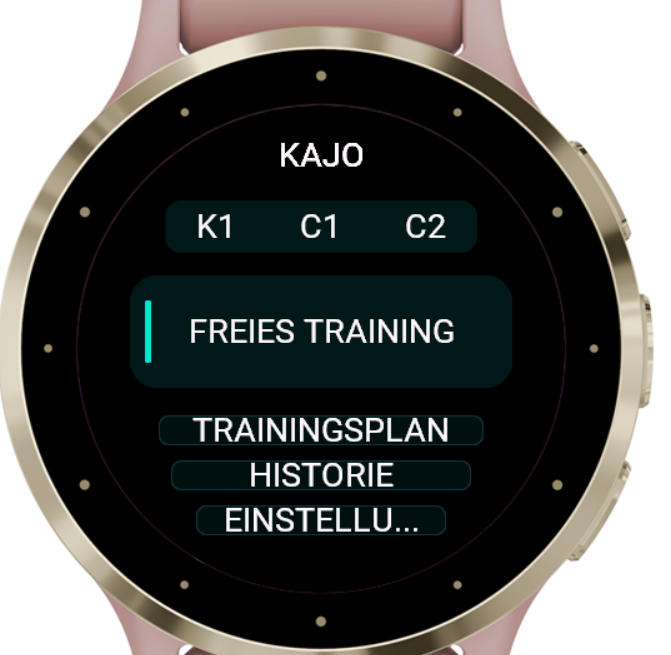 KAJO
K1 C1 C2
FREIES TRAINING
TRAININGSPLAN
HISTORIE
EINSTELLU...